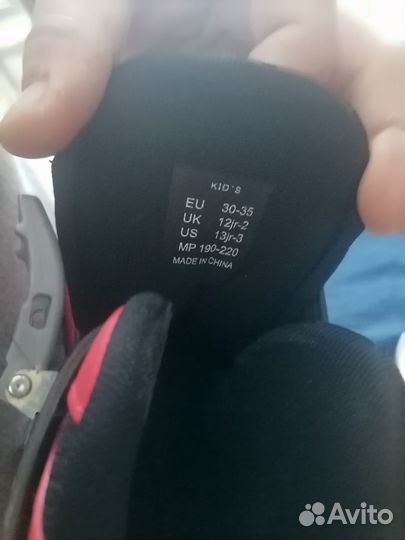 KID'S
EU 30-35
UK 12jr-2
US 13jr-3
MP 190-220
MADE IN CHINA
Avito